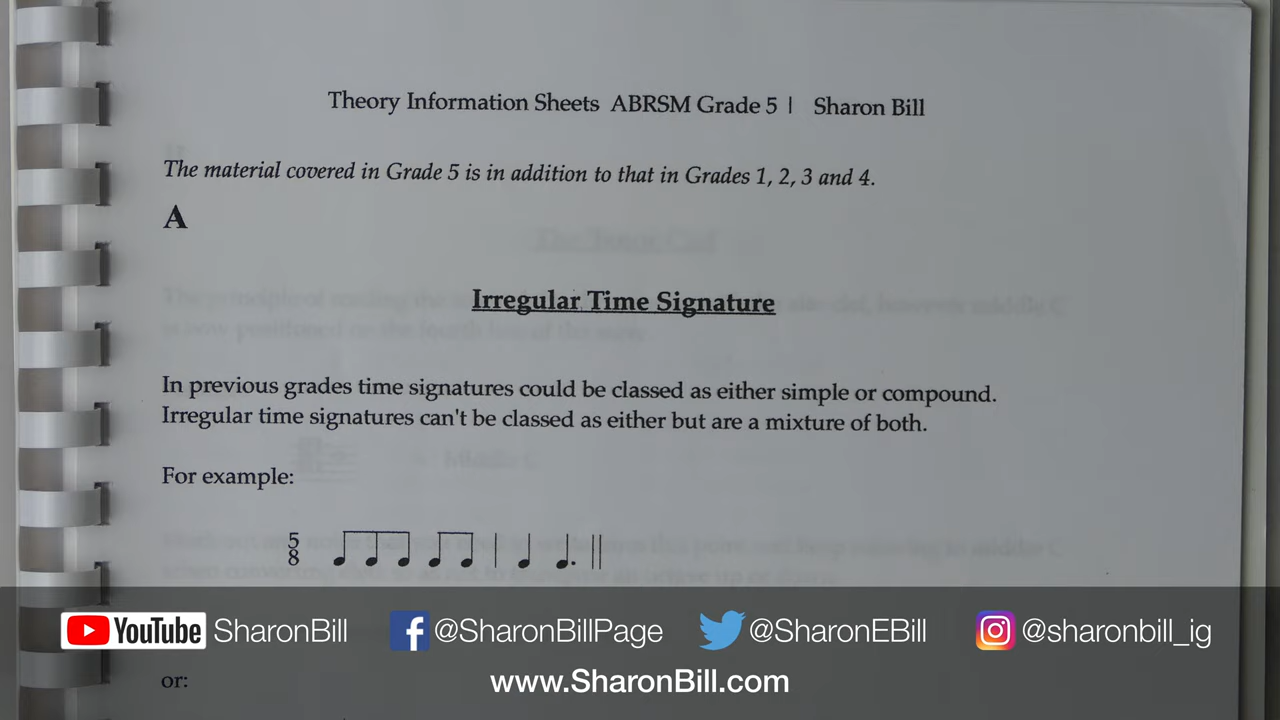 Theory Information Sheets ABRSM Grade 5 | Sharon Bill
The material covered in Grade 5 is in addition to that in Grades 1, 2, 3 and 4.
A
Irregular Time Signature
In previous grades time signatures could be classed as either simple or compound.
Irregular time signatures can't be classed as either but are a mixture of both.
For example:
5
8
YouTube SharonBill @SharonBillPage @SharonEBill @sharonbill_ig
or:
www.SharonBill.com